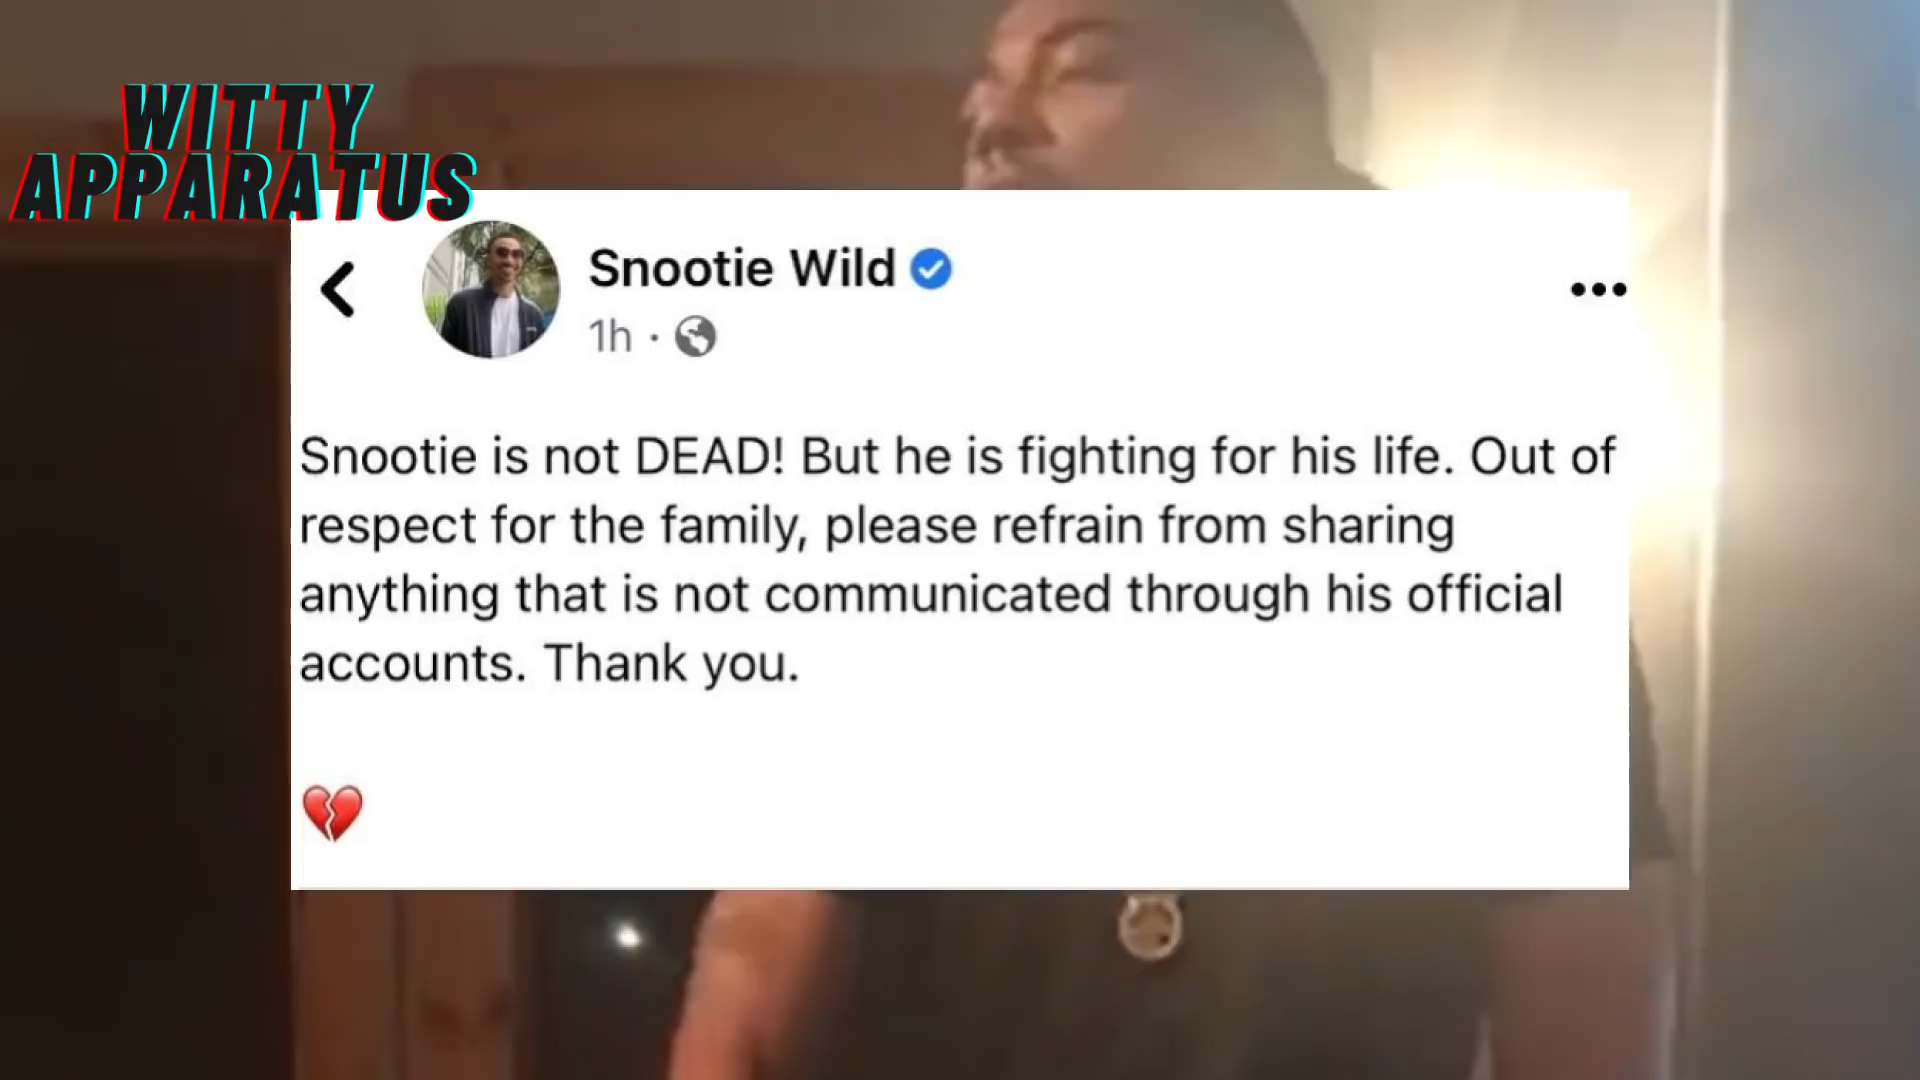 WITTY
APPARATUS
Snootie Wild
1h ·
Snootie is not DEAD! But he is fighting for his life. Out of
respect for the family, please refrain from sharing
anything that is not communicated through his official
accounts. Thank you.